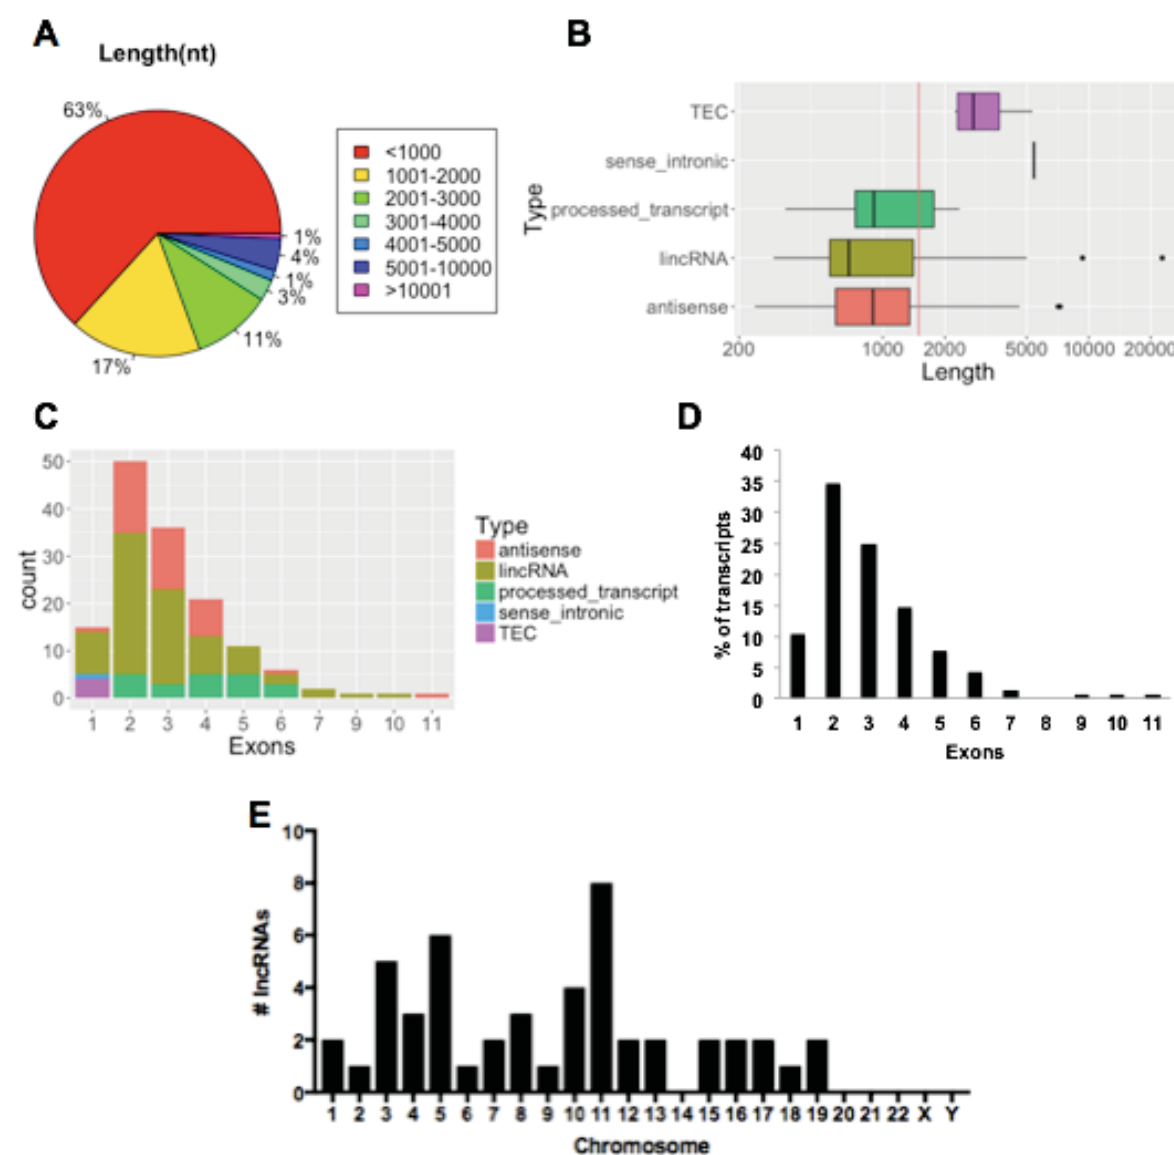 A
Length(nt)
63%
17%
11%
3%
1%
4%
1%
<1000
1001-2000
2001-3000
3001-4000
4001-5000
5001-10000
>10001
B
Type
TEC
sense_intronic
processed_transcript
lincRNA
antisense
200 1000 2000 5000 10000 20000
Length
C
count
50
40
30
20
10
0
1 2 3 4 5 6 7 9 10 11
Exons
Type
antisense
lincRNA
processed_transcript
sense_intronic
TEC
D
% of transcripts
40
35
30
25
20
15
10
5
0
1 2 3 4 5 6 7 8 9 10 11
Exons
E
# lncRNAs
10
8
6
4
2
0
1 2 3 4 5 6 7 8 9 10 11 12 13 14 15 16 17 18 19 20 21 22 X Y
Chromosome